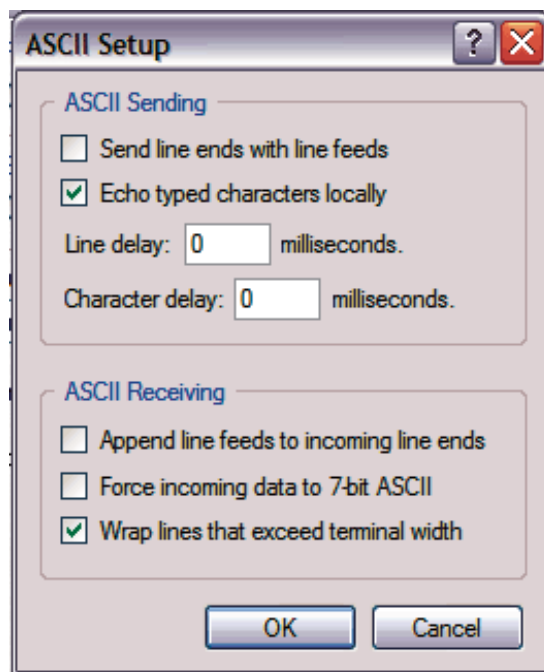 ASCII Setup ?
ASCII Sending
Send line ends with line feeds
Echo typed characters locally
Line delay: 0 milliseconds.
Character delay: 0 milliseconds.
ASCII Receiving
Append line feeds to incoming line ends
Force incoming data to 7-bit ASCII
Wrap lines that exceed terminal width
OK Cancel